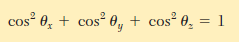 cos² θₓ + cos² θᵧ + cos² θ_z = 1